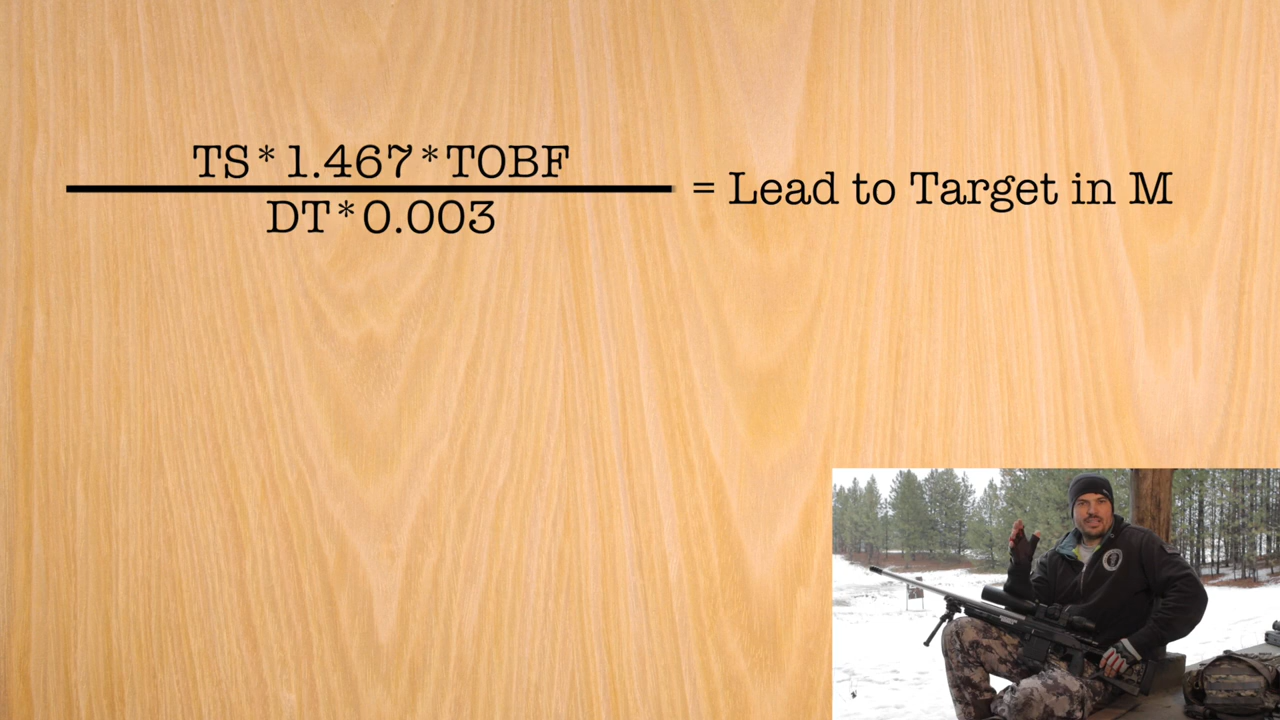 TS*1.467*TOBF
DT*0.003
= Lead to Target in M